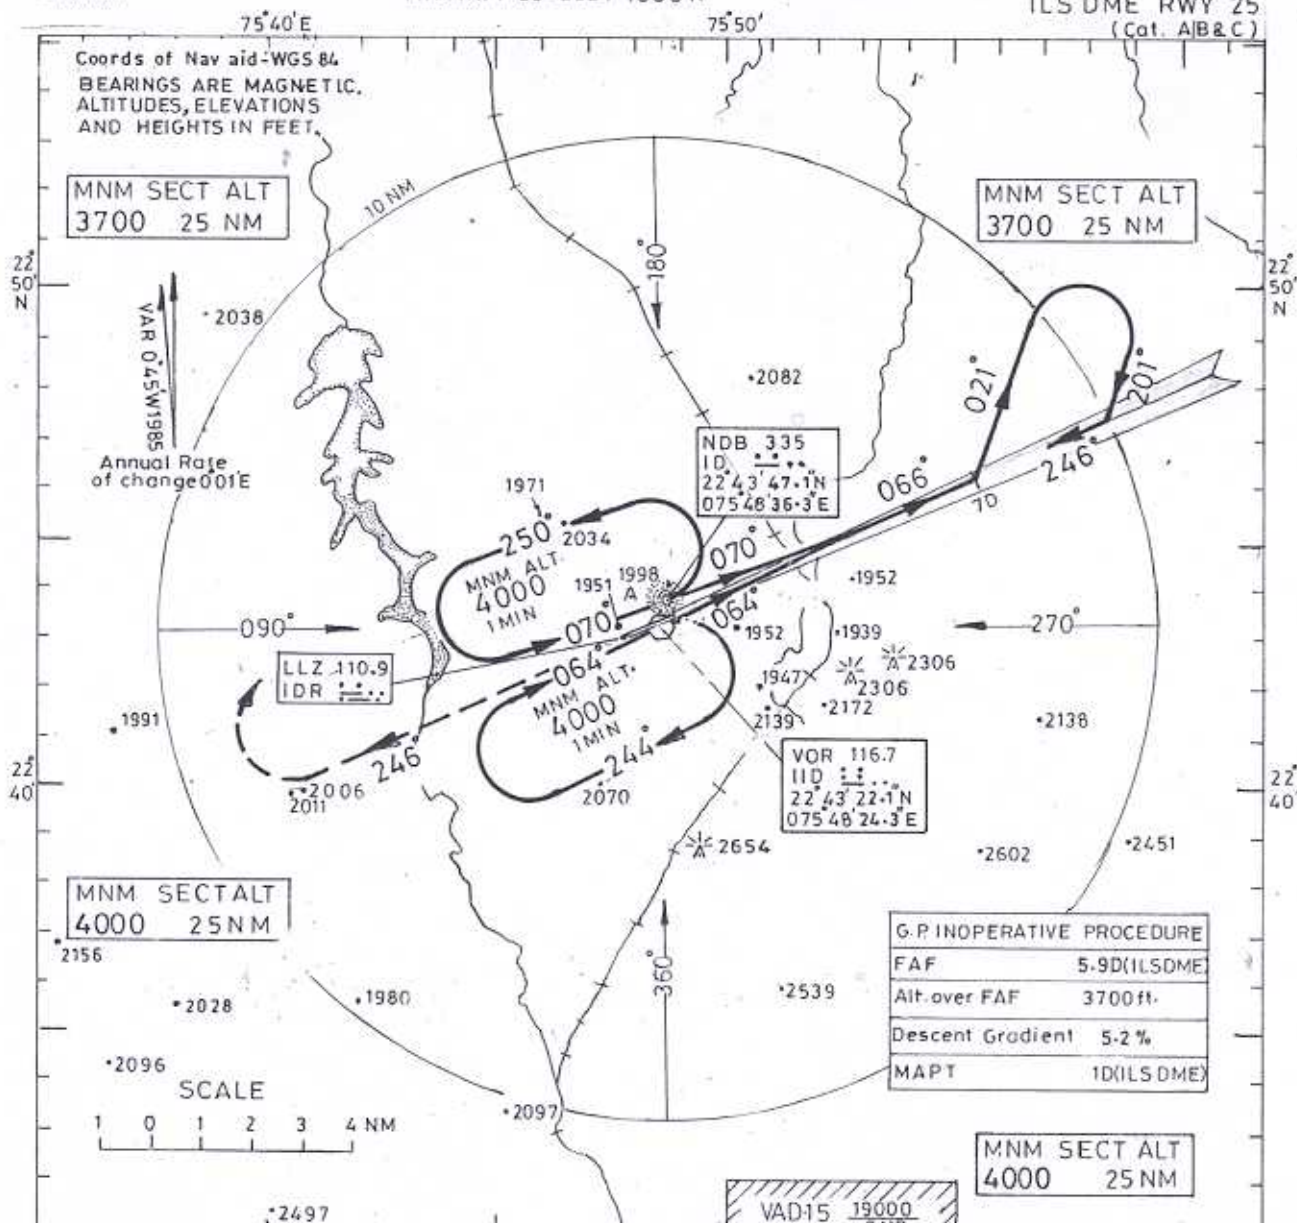 75° 40' E
75° 50'
ILS DME RWY 25
(Cat. A B & C)
Coords of Nav aid-WGS 84
BEARINGS ARE MAGNETIC,
ALTITUDES, ELEVATIONS
AND HEIGHTS IN FEET.
MNM SECT ALT
3700 25 NM
10 NM
MNM SECT ALT
3700 25 NM
180°
22°
50'
N
22°
50'
N
VAR 0°45'W1985
Annual Rate
of change 0°01'E
2038
2082
021°
201°
NDB 335
ID
22° 43' 47.1"N
075° 48' 36.3"E
066°
246°
7D
1971
250°
2034
MNM ALT.
4000
1 MIN
070°
1951
1998
A
070°
064°
1952
1952
090°
270°
1939
2306
2306
LLZ 110.9
IDR
064°
MNM ALT.
4000
1 MIN
244°
1947
2139
2172
2138
1991
246°
2006
2011
2070
VOR 116.7
IID
22° 43' 22.1"N
075° 48' 24.3"E
22°
40'
22°
40'
A 2654
2602
2451
MNM SECT ALT
4000 25 NM
2156
2028
1980
360°
2539
2096
G.P. INOPERATIVE PROCEDURE
FAF 5.9D(ILSDME)
Alt. over FAF 3700 ft.
Descent Gradient 5.2 %
MAPT 1D(ILS DME)
SCALE
1 0 1 2 3 4 NM
2097
MNM SECT ALT
4000 25 NM
VAD15 19000
2497